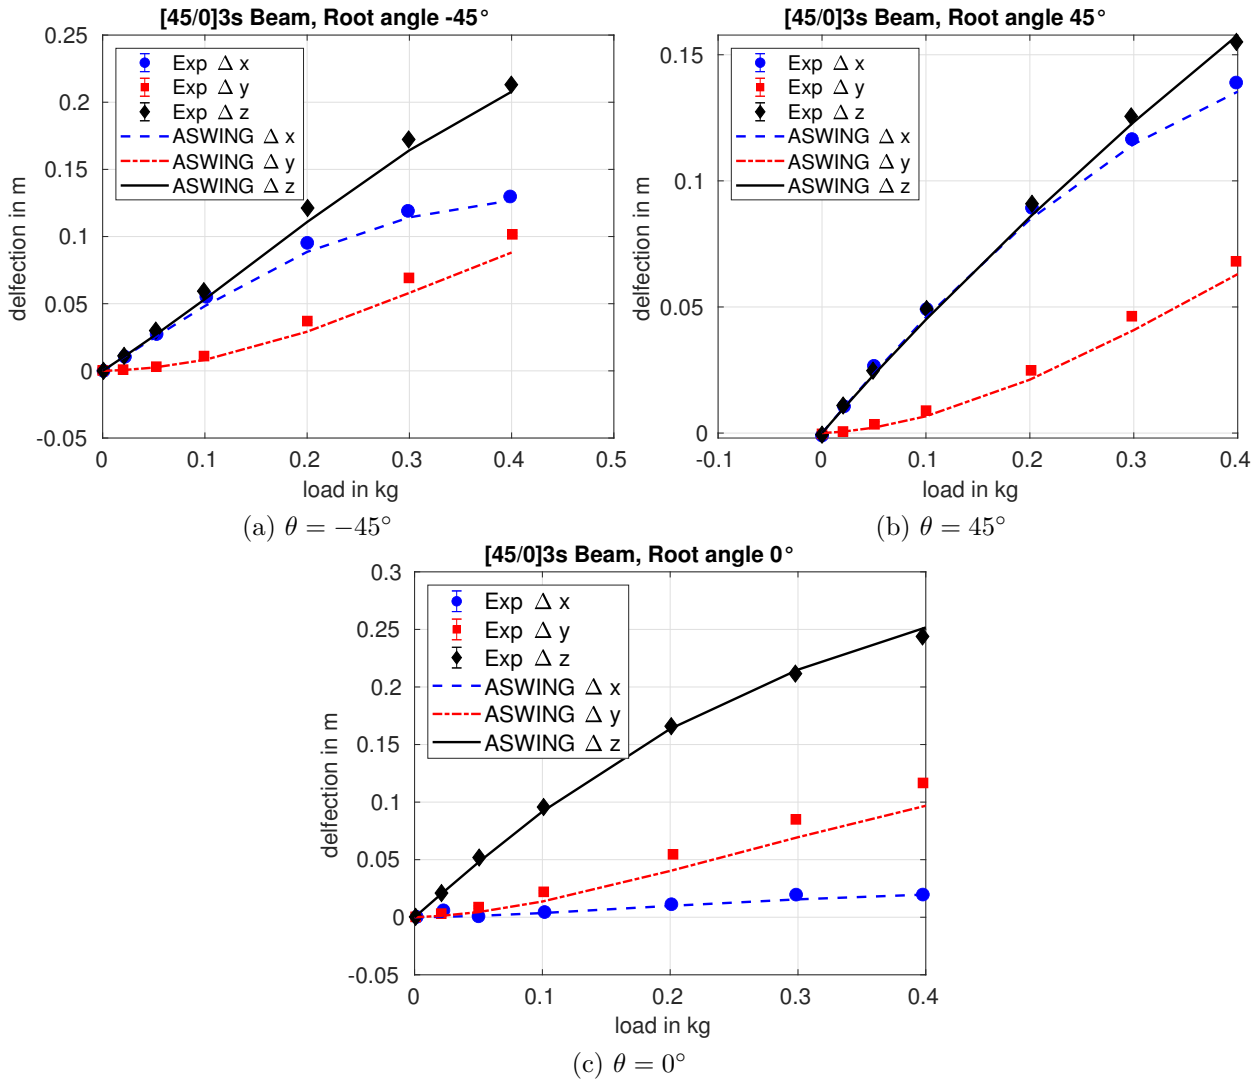 [45/0]3s Beam, Root angle -45°
0.25
0.2
0.15
0.1
0.05
0
-0.05
delfection in m
Exp Δ x
Exp Δ y
Exp Δ z
ASWING Δ x
ASWING Δ y
ASWING Δ z
0 0.1 0.2 0.3 0.4 0.5
load in kg
(a) θ = −45°
[45/0]3s Beam, Root angle 45°
0.15
0.1
0.05
0
delfection in m
Exp Δ x
Exp Δ y
Exp Δ z
ASWING Δ x
ASWING Δ y
ASWING Δ z
-0.1 0 0.1 0.2 0.3 0.4
load in kg
(b) θ = 45°
[45/0]3s Beam, Root angle 0°
0.3
0.25
0.2
0.15
0.1
0.05
0
-0.05
delfection in m
Exp Δ x
Exp Δ y
Exp Δ z
ASWING Δ x
ASWING Δ y
ASWING Δ z
0 0.1 0.2 0.3 0.4
load in kg
(c) θ = 0°